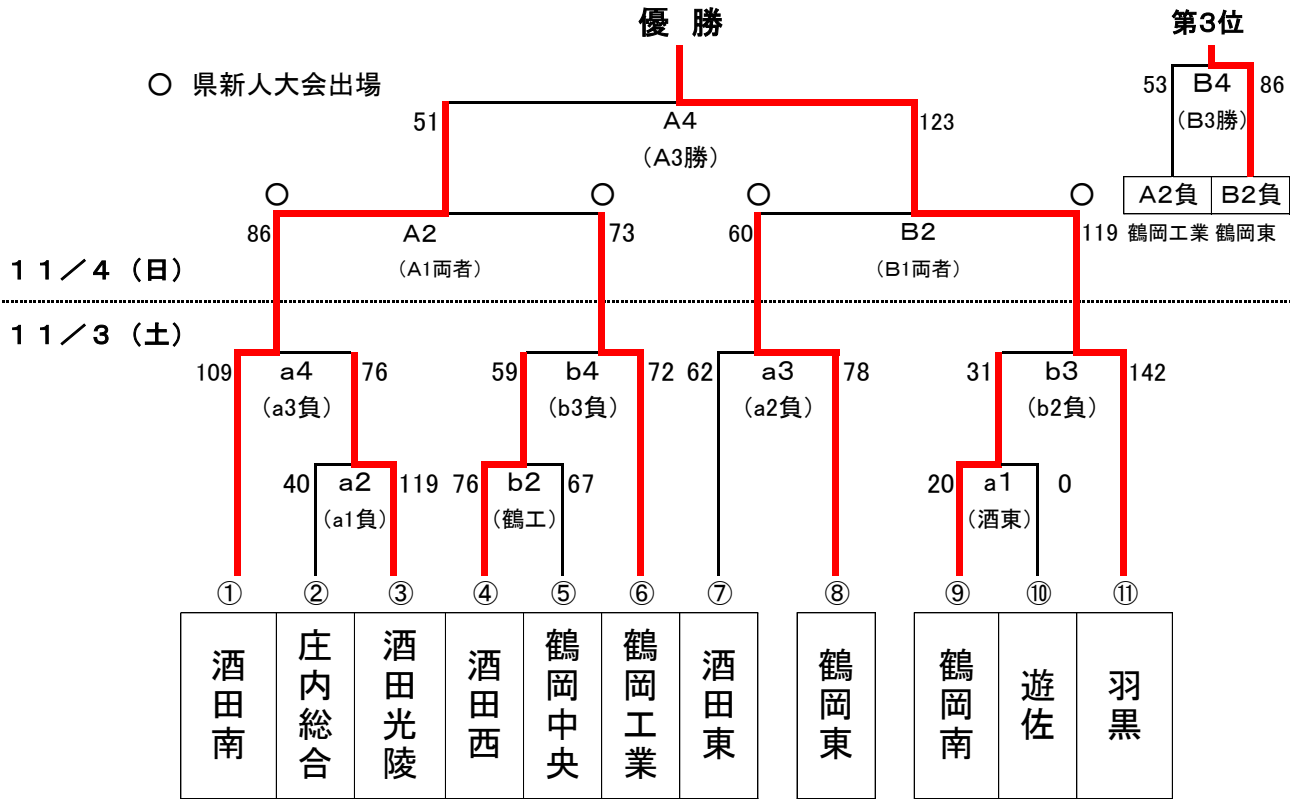 優 勝
第3位
○ 県新人大会出場
53 B4 86
(B3勝)
51 A4 123
(A3勝)
A2負 B2負
鶴岡工業 鶴岡東
○ ○ ○ ○
86 A2 73 60 B2 119
(A1両者) (B1両者)
11/4 (日)
11/3 (土)
109 a4 76 59 b4 72 62 a3 78 31 b3 142
(a3負) (b3負) (a2負) (b2負)
40 a2 119 76 b2 67 20 a1 0
(a1負) (鶴工) (酒東)
① ② ③ ④ ⑤ ⑥ ⑦ ⑧ ⑨ ⑩ ⑪
酒田南
庄内総合
酒田光陵
酒田西
鶴岡中央
鶴岡工業
酒田東
鶴岡東
鶴岡南
遊佐
羽黒